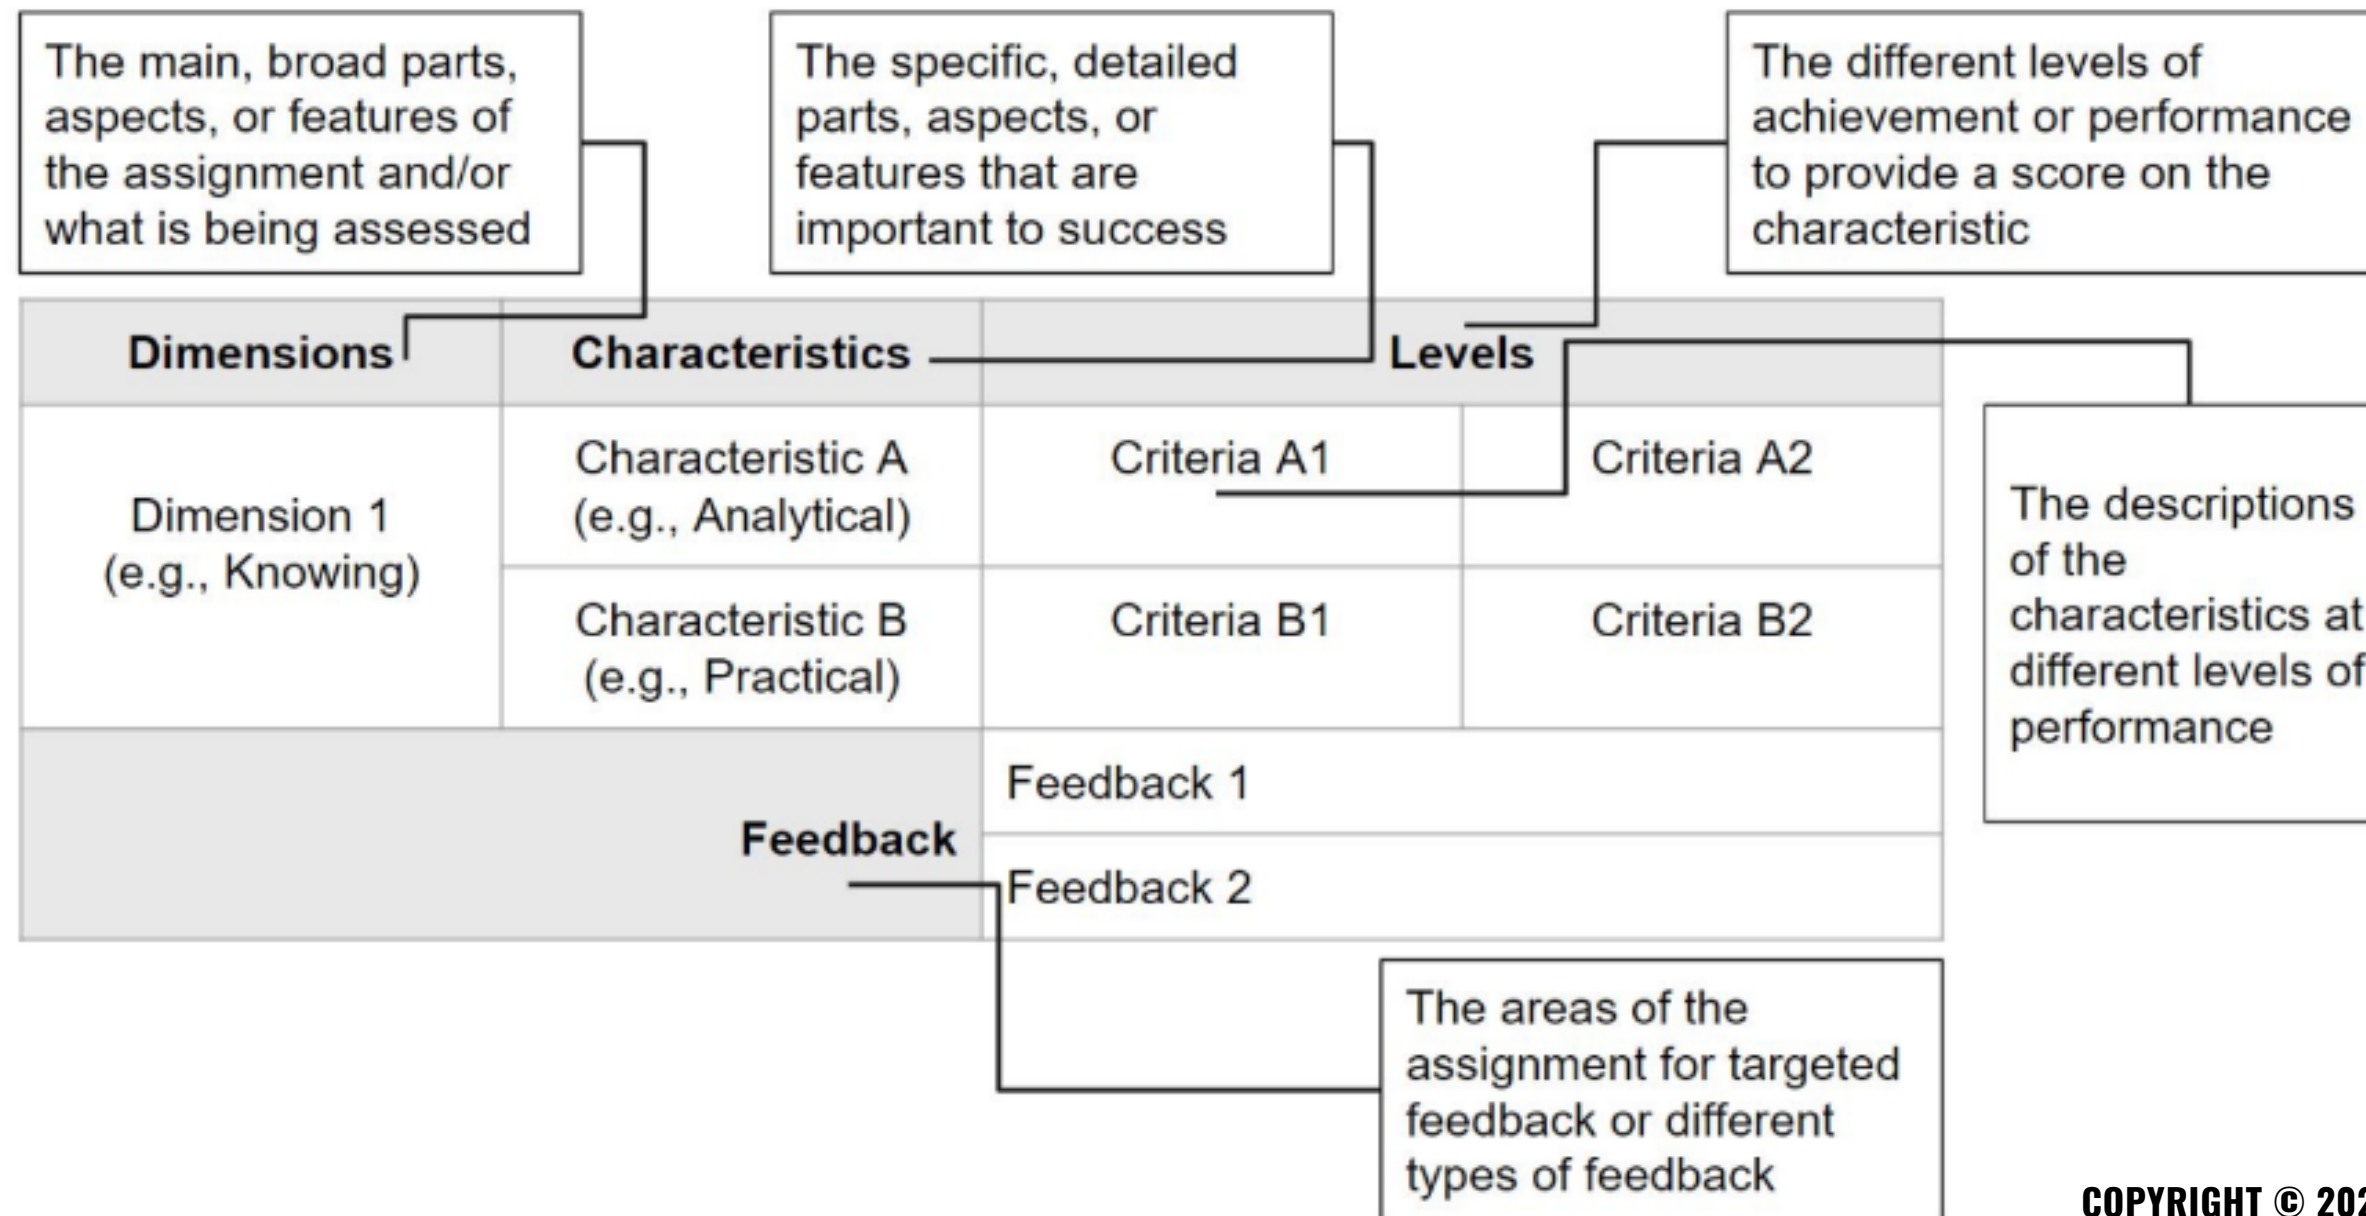 The main, broad parts,
aspects, or features of
the assignment and/or
what is being assessed
The specific, detailed
parts, aspects, or
features that are
important to success
The different levels of
achievement or performance
to provide a score on the
characteristic
Dimensions
Characteristics
Levels
Dimension 1
(e.g., Knowing)
Characteristic A
(e.g., Analytical)
Criteria A1
Criteria A2
Characteristic B
(e.g., Practical)
Criteria B1
Criteria B2
The descriptions
of the
characteristics at
different levels of
performance
Feedback
Feedback 1
Feedback 2
The areas of the
assignment for targeted
feedback or different
types of feedback
COPYRIGHT ©